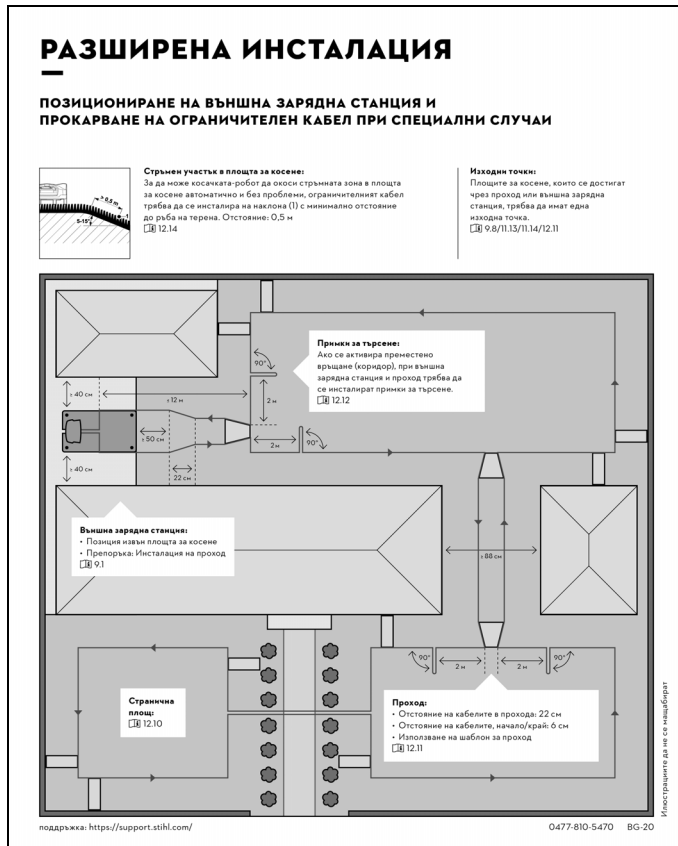 РАЗШИРЕНА ИНСТАЛАЦИЯ
ПОЗИЦИОНИРАНЕ НА ВЪНШНА ЗАРЯДНА СТАНЦИЯ И
ПРОКАРВАНЕ НА ОГРАНИЧИТЕЛЕН КАБЕЛ ПРИ СПЕЦИАЛНИ СЛУЧАИ
≥ 0,5 m
5-15°
1
Стръмен участък в площта за косене:
За да може косачката-робот да окоси стръмната зона в площта
за косене автоматично и без проблеми, ограничителният кабел
трябва да се инсталира на наклона (1) с минимално отстояние
до ръба на терена. Отстояние: 0,5 м
12.14
Изходни точки:
Площите за косене, които се достигат
чрез проход или външна зарядна
станция, трябва да имат една
изходна точка.
9.8/11.13/11.14/12.11
Примки за търсене:
Ако се активира преместено
връщане (коридор), при външна
зарядна станция и проход трябва да
се инсталират примки за търсене.
12.12
90°
≥ 40 см
≤ 12 м
2 м
≥ 50 см
2 м
90°
≥ 40 см
22 см
Външна зарядна станция:
• Позиция извън площта за косене
• Препоръка: Инсталация на проход
9.1
≥ 88 см
90°
2 м
2 м
90°
Странична
площ:
12.10
Проход:
• Отстояние на кабелите в прохода: 22 см
• Отстояние на кабелите, начало/край: 6 см
• Използване на шаблон за проход
12.11
Илюстрациите да не се мащабират
поддръжка: https://support.stihl.com/
0477-810-5470 BG-20